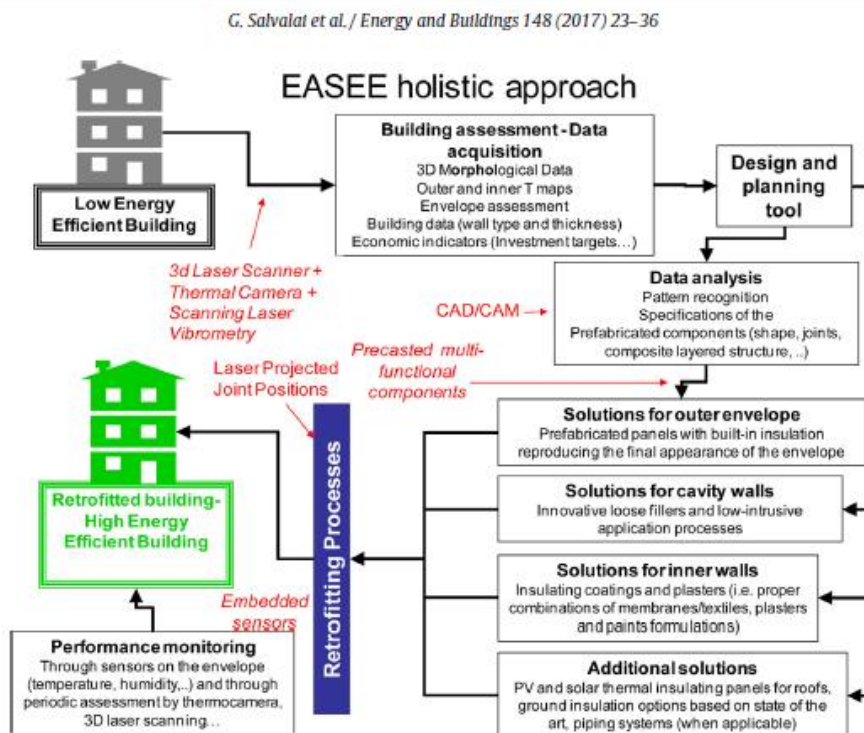 G. Salvalai et al. / Energy and Buildings 148 (2017) 23–36
EASEE holistic approach
Low Energy
Efficient Building
Building assessment - Data
acquisition
3D Morphological Data
Outer and inner T maps
Envelope assessment
Building data (wall type and thickness)
Economic indicators (Investment targets…)
Design and
planning
tool
3d Laser Scanner +
Thermal Camera +
Scanning Laser
Vibrometry
CAD/CAM
Data analysis
Pattern recognition
Specifications of the
Prefabricated components (shape, joints,
composite layered structure, ..)
Laser Projected
Joint Positions
Precasted multi-
functional
components
Solutions for outer envelope
Prefabricated panels with built-in insulation
reproducing the final appearance of the envelope
Retrofitted building-
High Energy
Efficient Building
Retrofitting Processes
Solutions for cavity walls
Innovative loose fillers and low-intrusive
application processes
Solutions for inner walls
Insulating coatings and plasters (i.e. proper
combinations of membranes/textiles, plasters
and paints formulations)
Embedded
sensors
Performance monitoring
Through sensors on the envelope
(temperature, humidity,..) and through
periodic assessment by thermocamera,
3D laser scanning…
Additional solutions
PV and solar thermal insulating panels for roofs,
ground insulation options based on state of the
art, piping systems (when applicable)